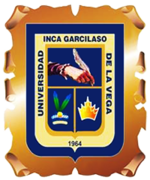 UNIVERSIDAD
INCA GARCILASO
DE LA VEGA
1964